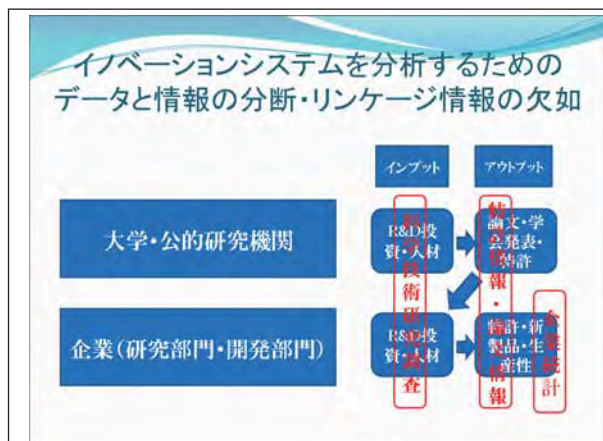 イノベーションシステムを分析するための
データと情報の分断・リンケージ情報の欠如
インプット
アウトプット
大学・公的研究機関
R&D投
資・人材
論文・学
会発表・
特許
企業(研究部門・開発部門)
R&D投
資・人材
特許・新
製品・生
産性
科学技術研究調査
特許情報・論文情報
企業統計